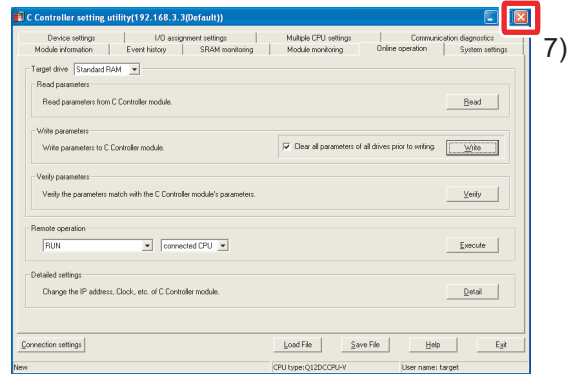 C Controller setting utility(192.168.3.3(Default))
7)
Device settings I/O assignment settings Multiple CPU settings Communication diagnostics
Module information Event history SRAM monitoring Module monitoring Online operation System settings
Target drive Standard RAM
Read parameters
Read parameters from C Controller module. Read
Write parameters
Write parameters to C Controller module. Clear all parameters of all drives prior to writing. Write
Verify parameters
Verify the parameters match with the C Controller module's parameters. Verify
Remote operation
RUN connected CPU Execute
Detailed settings
Change the IP address, Clock, etc. of C Controller module. Detail
Connection settings Load File Save File Help Exit
New CPU type:Q12DCCPU-V User name: target